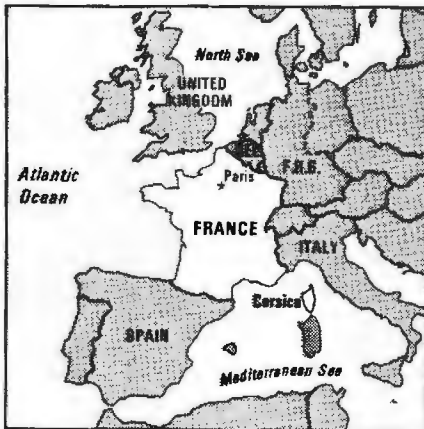 North Sea
UNITED
KINGDOM
F.R.G.
Atlantic
Ocean
Paris
FRANCE
ITALY
Corsica
SPAIN
Mediterranean Sea